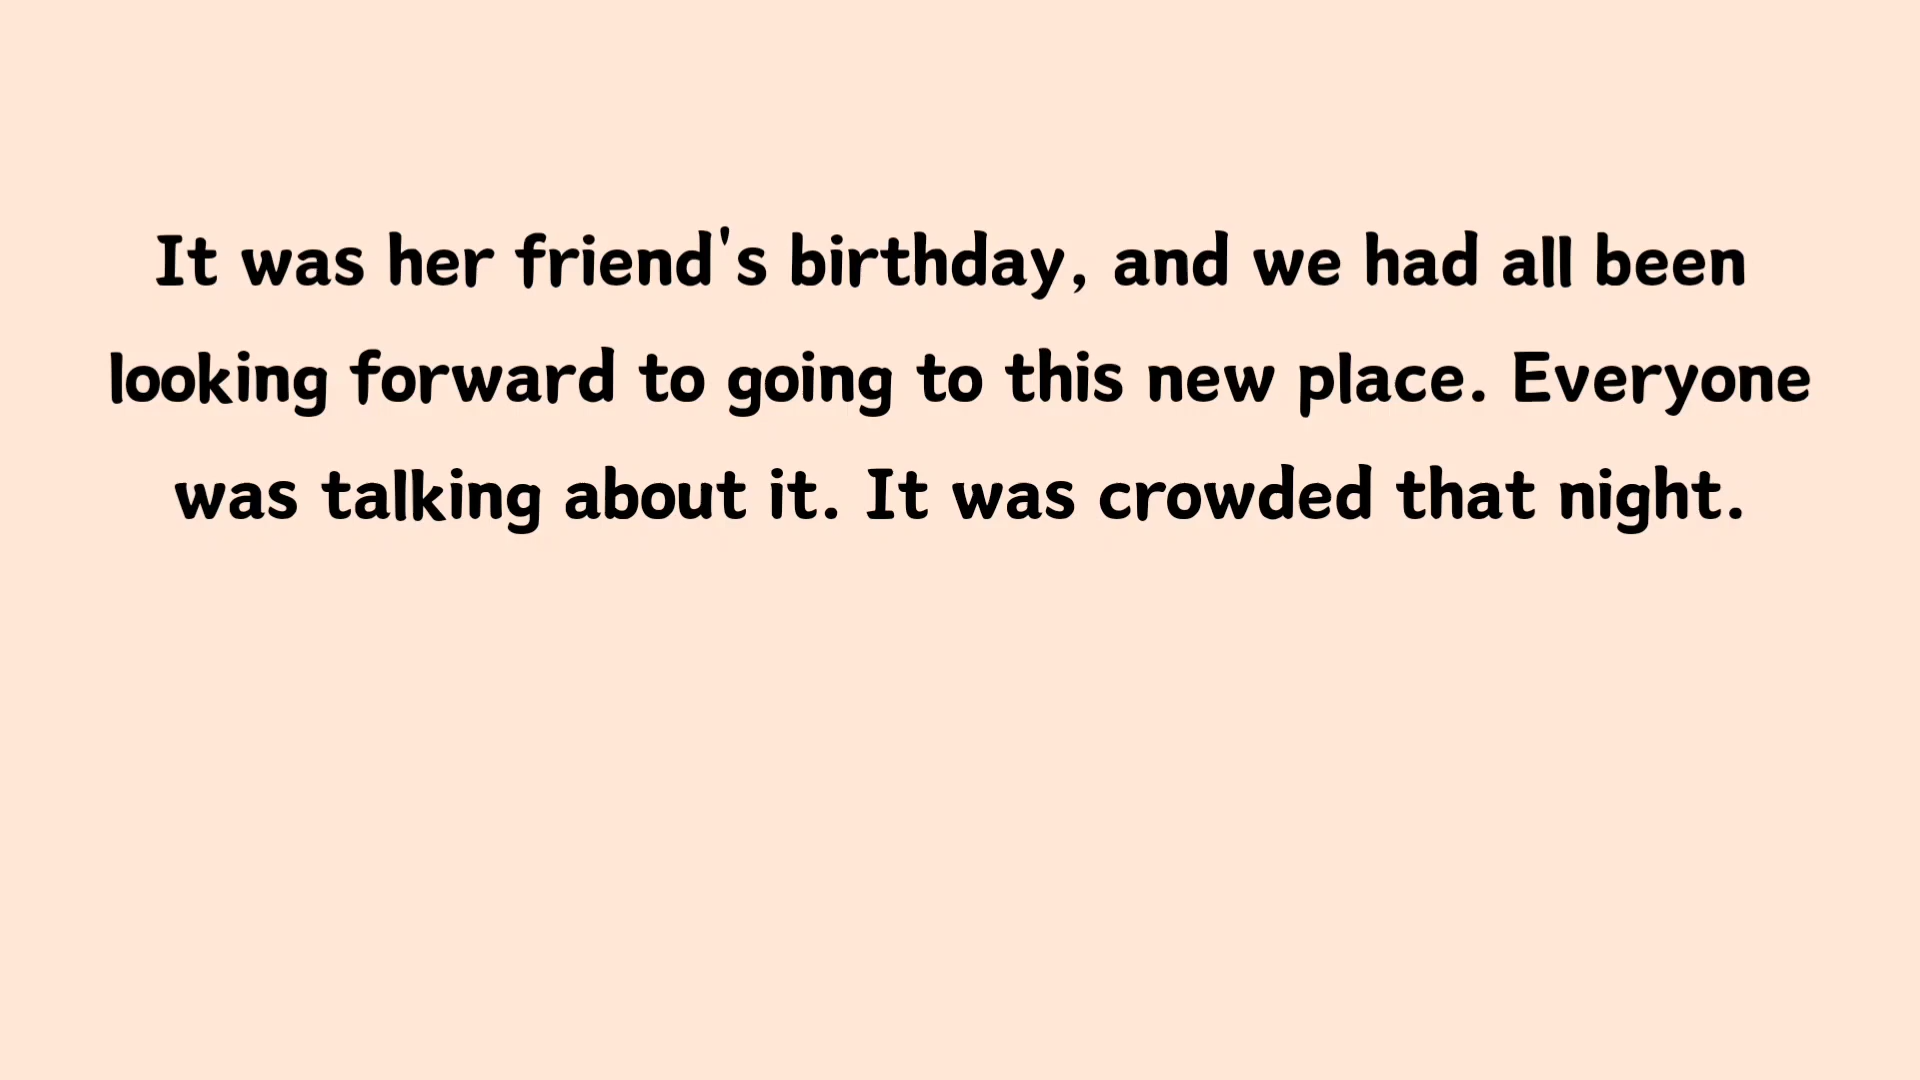 It was her friend's birthday, and we had all been
looking forward to going to this new place. Everyone
was talking about it. It was crowded that night.